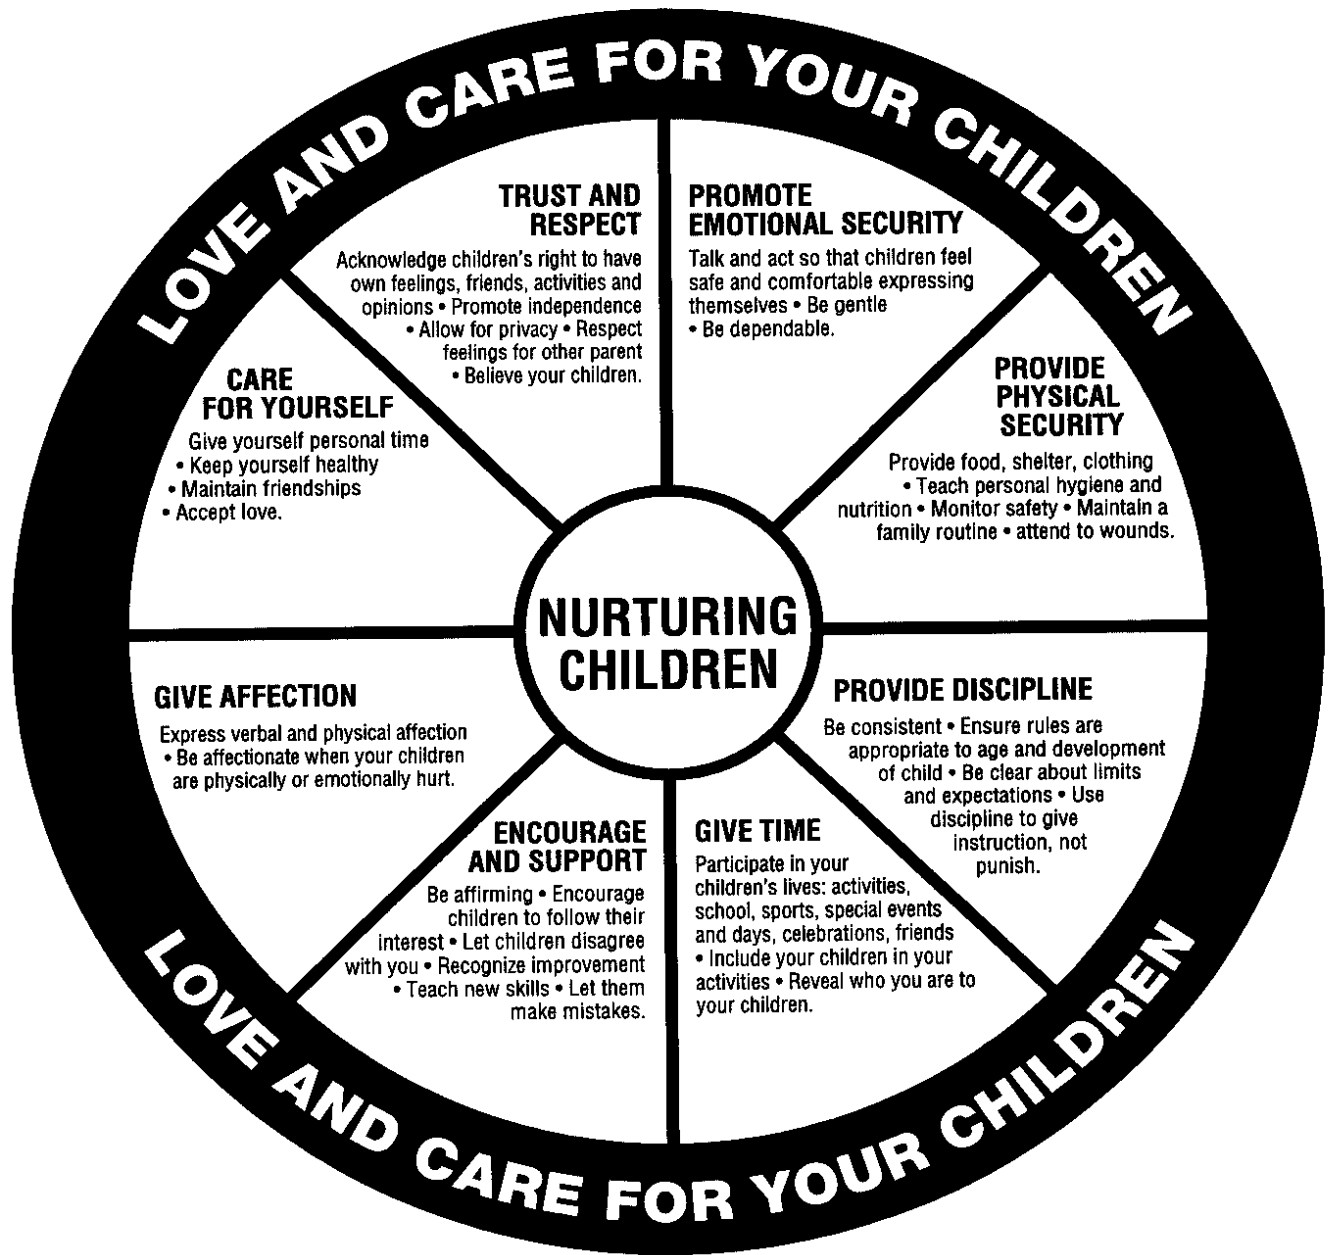 LOVE AND CARE FOR YOUR CHILDREN
TRUST AND
RESPECT
Acknowledge children's right to have
own feelings, friends, activities and
opinions • Promote independence
• Allow for privacy • Respect
feelings for other parent
• Believe your children.
PROMOTE
EMOTIONAL SECURITY
Talk and act so that children feel
safe and comfortable expressing
themselves • Be gentle
• Be dependable.
CARE
FOR YOURSELF
Give yourself personal time
• Keep yourself healthy
• Maintain friendships
• Accept love.
PROVIDE
PHYSICAL
SECURITY
Provide food, shelter, clothing
• Teach personal hygiene and
nutrition • Monitor safety • Maintain a
family routine • attend to wounds.
NURTURING
CHILDREN
GIVE AFFECTION
Express verbal and physical affection
• Be affectionate when your children
are physically or emotionally hurt.
PROVIDE DISCIPLINE
Be consistent • Ensure rules are
appropriate to age and development
of child • Be clear about limits
and expectations • Use
discipline to give
instruction, not
punish.
ENCOURAGE
AND SUPPORT
Be affirming • Encourage
children to follow their
interest • Let children disagree
with you • Recognize improvement
• Teach new skills • Let them
make mistakes.
GIVE TIME
Participate in your
children's lives: activities,
school, sports, special events
and days, celebrations, friends
• Include your children in your
activities • Reveal who you are to
your children.
LOVE AND CARE FOR YOUR CHILDREN